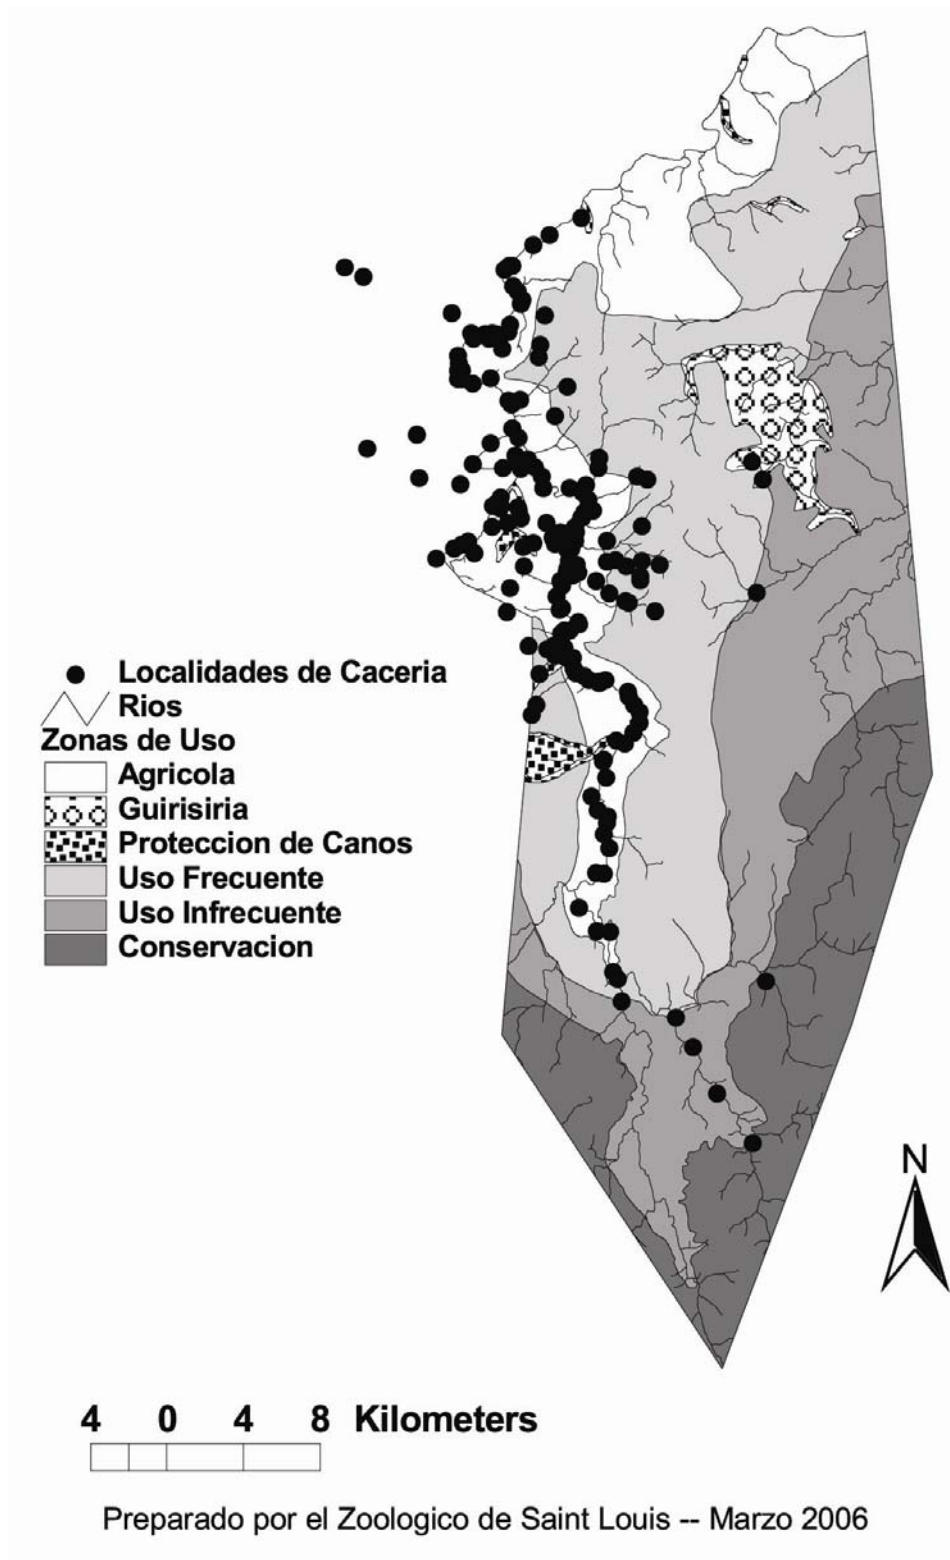 Localidades de Caceria
Rios
Zonas de Uso
Agricola
Guirisiria
Proteccion de Canos
Uso Frecuente
Uso Infrecuente
Conservacion
N
4 0 4 8 Kilometers
Preparado por el Zoologico de Saint Louis -- Marzo 2006